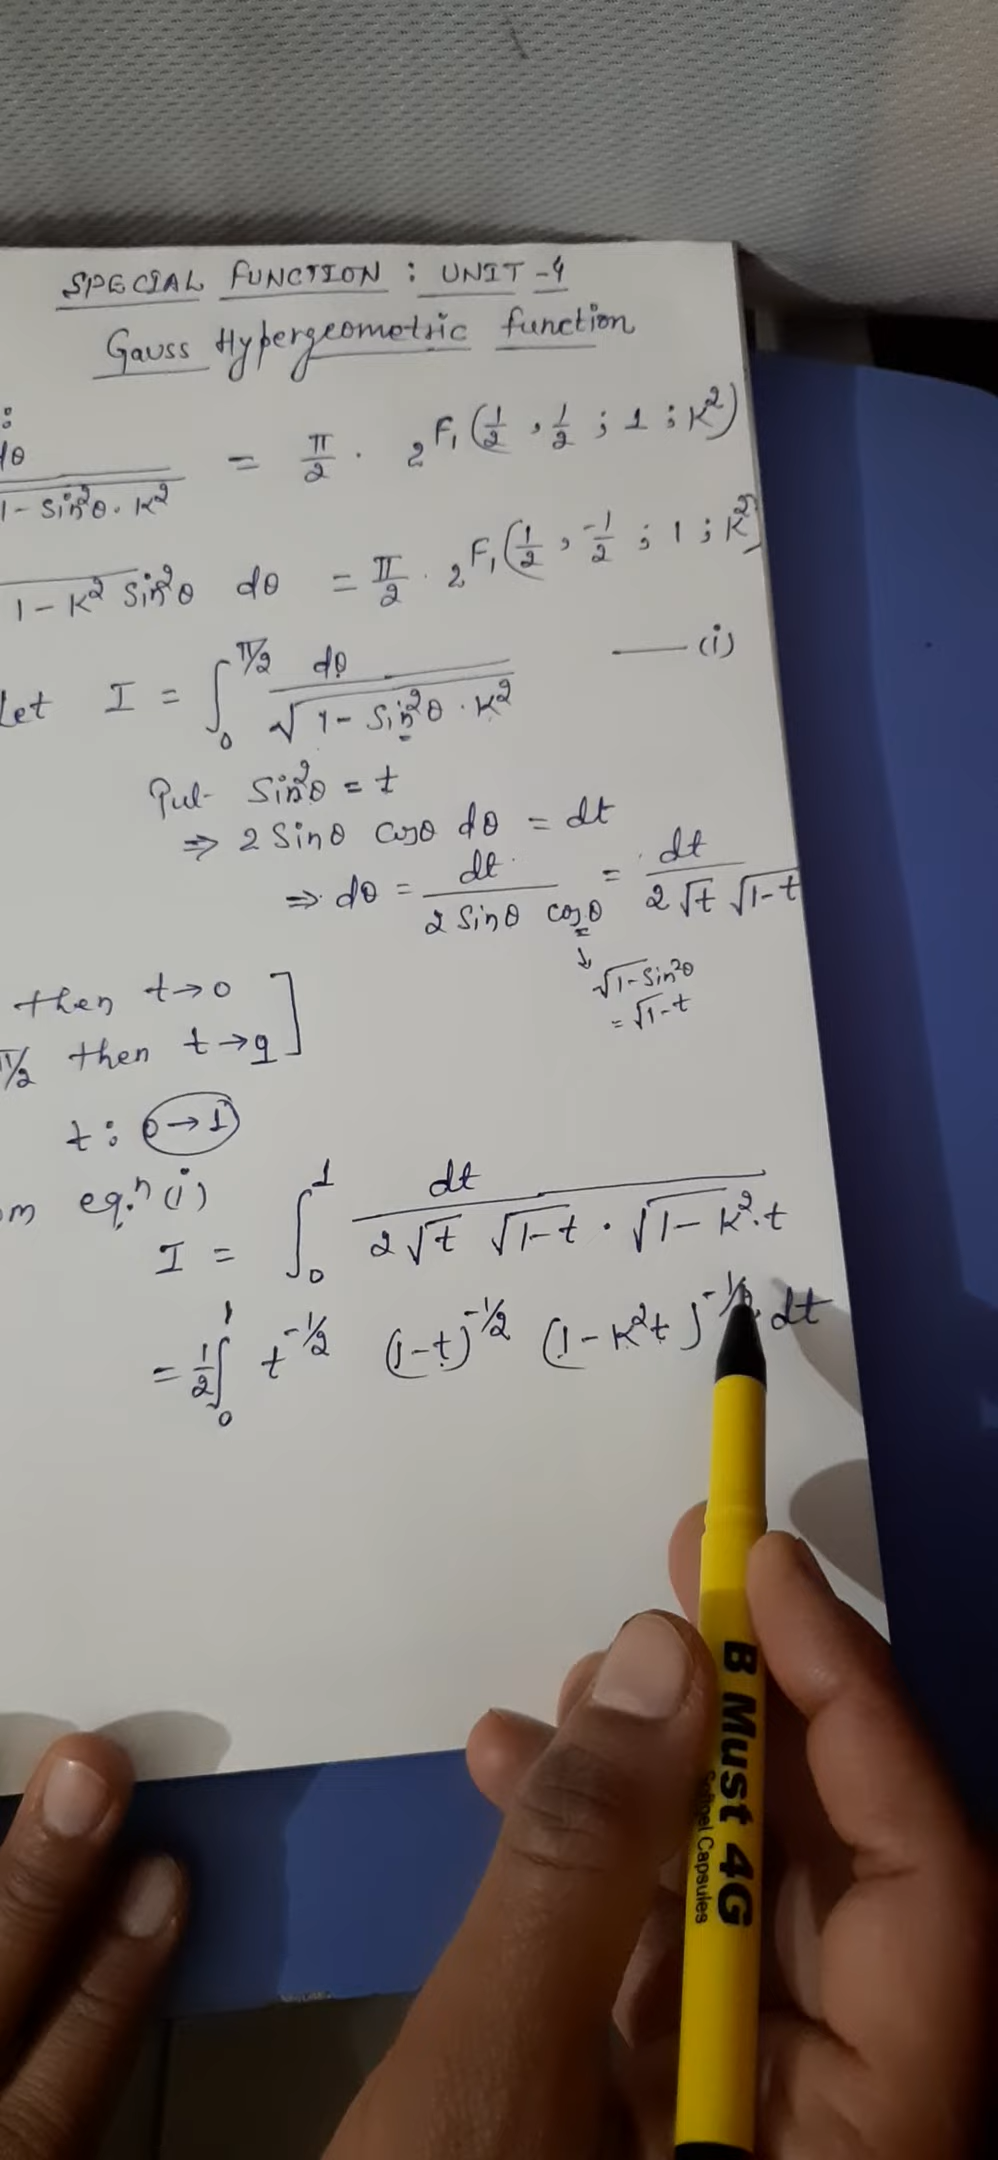 SPECIAL FUNCTION : UNIT-4
Gauss Hypergeometric function
:
dθ / 1 - Sin²θ . K² = π/2 . ₂F₁(1/2 , 1/2 ; 1 ; K²)
1 - K² Sin²θ dθ = π/2 . ₂F₁(1/2 , -1/2 ; 1 ; K²)
Let I = ∫₀^π/2 dθ / √1 - Sin²θ . K² —— (i)
Put Sin²θ = t
⇒ 2 Sinθ cosθ dθ = dt
⇒ dθ = dt / 2 Sinθ cosθ = dt / 2 √t √1-t
↓ √1-Sin²θ
= √1-t
then t → 0 ]
π/2 then t → 1 ]
t : 0 → 1
om eq.ⁿ (i)
I = ∫₀¹ dt / 2 √t √1-t . √1 - K².t
= 1/2 ∫₀¹ t^-1/2 (1-t)^-1/2 (1 - K²t)^-1/2 . dt
B Must 4G
Capsules